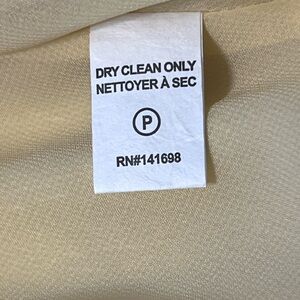 DRY CLEAN ONLY
NETTOYER À SEC
P
RN#141698